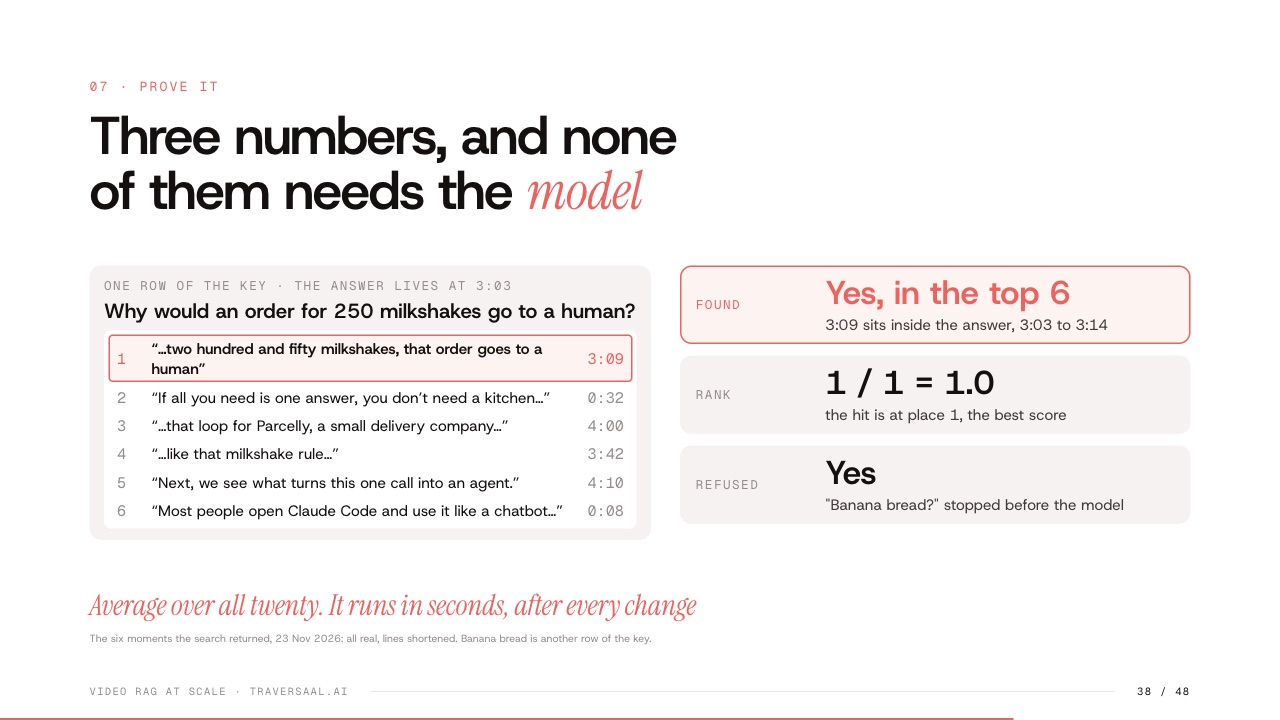 07 · PROVE IT
Three numbers, and none
of them needs the model
ONE ROW OF THE KEY · THE ANSWER LIVES AT 3:03
Why would an order for 250 milkshakes go to a human?
1 “…two hundred and fifty milkshakes, that order goes to a human” 3:09
2 “If all you need is one answer, you don’t need a kitchen…” 0:32
3 “…that loop for Parcelly, a small delivery company…” 4:00
4 “…like that milkshake rule…” 3:42
5 “Next, we see what turns this one call into an agent.” 4:10
6 “Most people open Claude Code and use it like a chatbot…” 0:08
FOUND
Yes, in the top 6
3:09 sits inside the answer, 3:03 to 3:14
RANK
1 / 1 = 1.0
the hit is at place 1, the best score
REFUSED
Yes
"Banana bread?" stopped before the model
Average over all twenty. It runs in seconds, after every change
The six moments the search returned, 23 Nov 2026: all real, lines shortened. Banana bread is another row of the key.
VIDEO RAG AT SCALE · TRAVERSAAL.AI
38 / 48